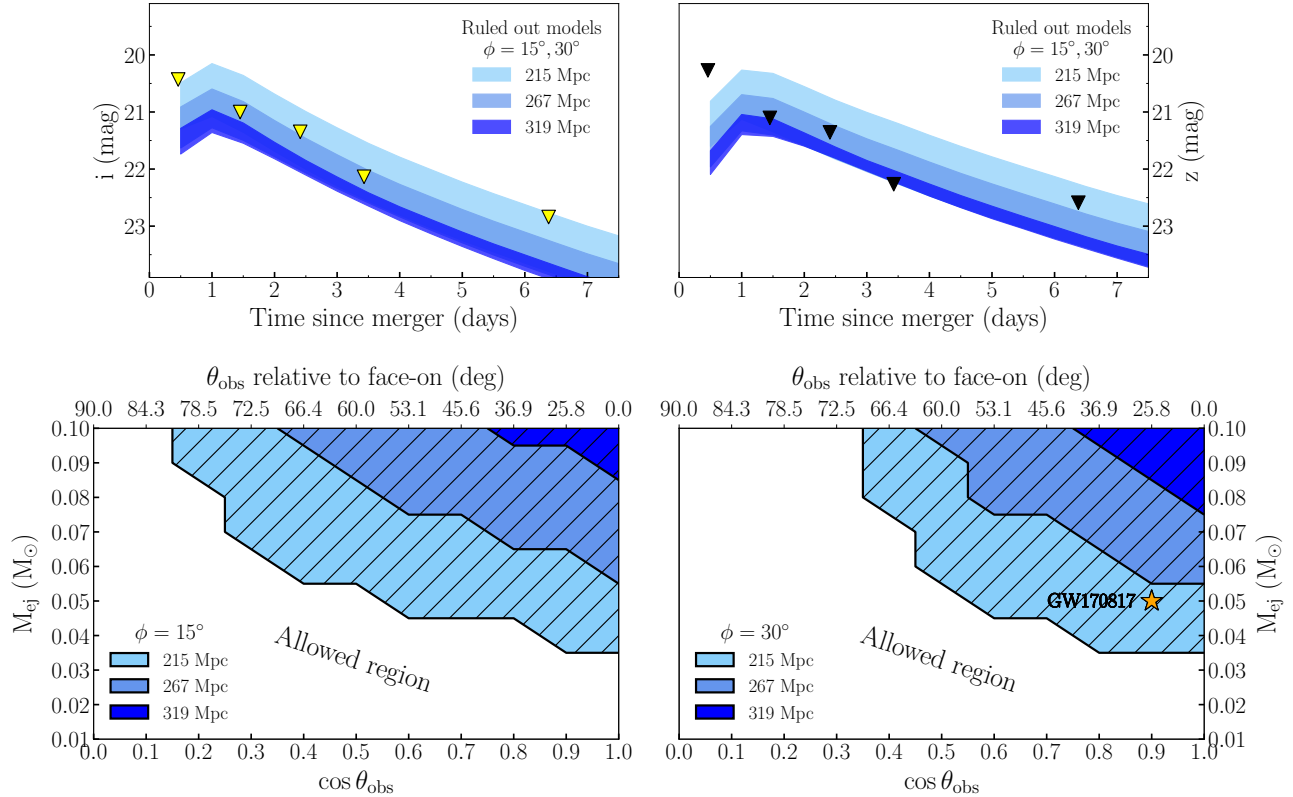 Ruled out models
ϕ = 15°, 30°
215 Mpc
267 Mpc
319 Mpc
20
21
22
23
i (mag)
0 1 2 3 4 5 6 7
Time since merger (days)
Ruled out models
ϕ = 15°, 30°
215 Mpc
267 Mpc
319 Mpc
20
21
22
23
z (mag)
0 1 2 3 4 5 6 7
Time since merger (days)
θobs relative to face-on (deg)
90.0 84.3 78.5 72.5 66.4 60.0 53.1 45.6 36.9 25.8 0.0
0.10
0.09
0.08
0.07
0.06
0.05
0.04
0.03
0.02
0.01
Mej (M⊙)
Allowed region
ϕ = 15°
215 Mpc
267 Mpc
319 Mpc
0.0 0.1 0.2 0.3 0.4 0.5 0.6 0.7 0.8 0.9 1.0
cos θobs
θobs relative to face-on (deg)
90.0 84.3 78.5 72.5 66.4 60.0 53.1 45.6 36.9 25.8 0.0
0.10
0.09
0.08
0.07
0.06
0.05
0.04
0.03
0.02
0.01
Mej (M⊙)
GW170817
Allowed region
ϕ = 30°
215 Mpc
267 Mpc
319 Mpc
0.0 0.1 0.2 0.3 0.4 0.5 0.6 0.7 0.8 0.9 1.0
cos θobs